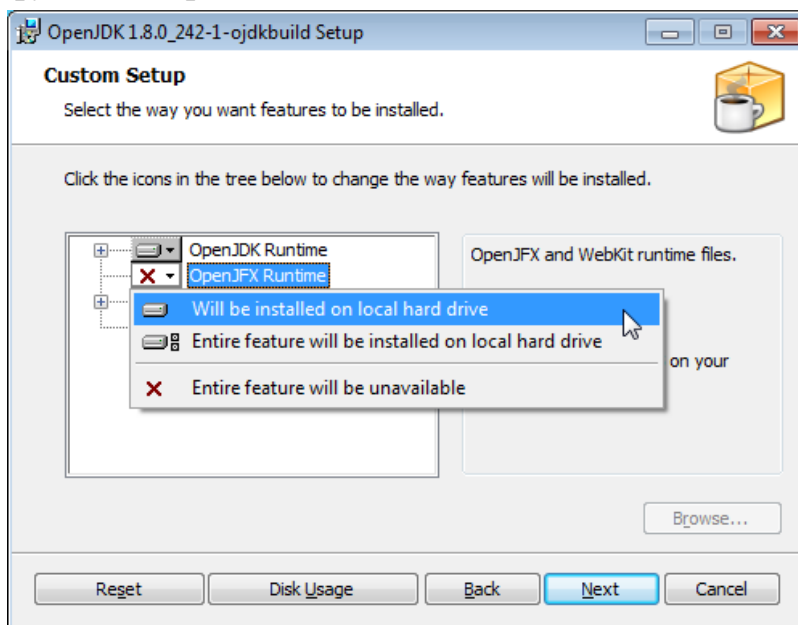 OpenJDK 1.8.0_242-1-ojdkbuild Setup
Custom Setup
Select the way you want features to be installed.
Click the icons in the tree below to change the way features will be installed.
OpenJDK Runtime
OpenJFX Runtime
OpenJFX and WebKit runtime files.
Will be installed on local hard drive
Entire feature will be installed on local hard drive
on your
Entire feature will be unavailable
Browse...
Reset
Disk Usage
Back
Next
Cancel